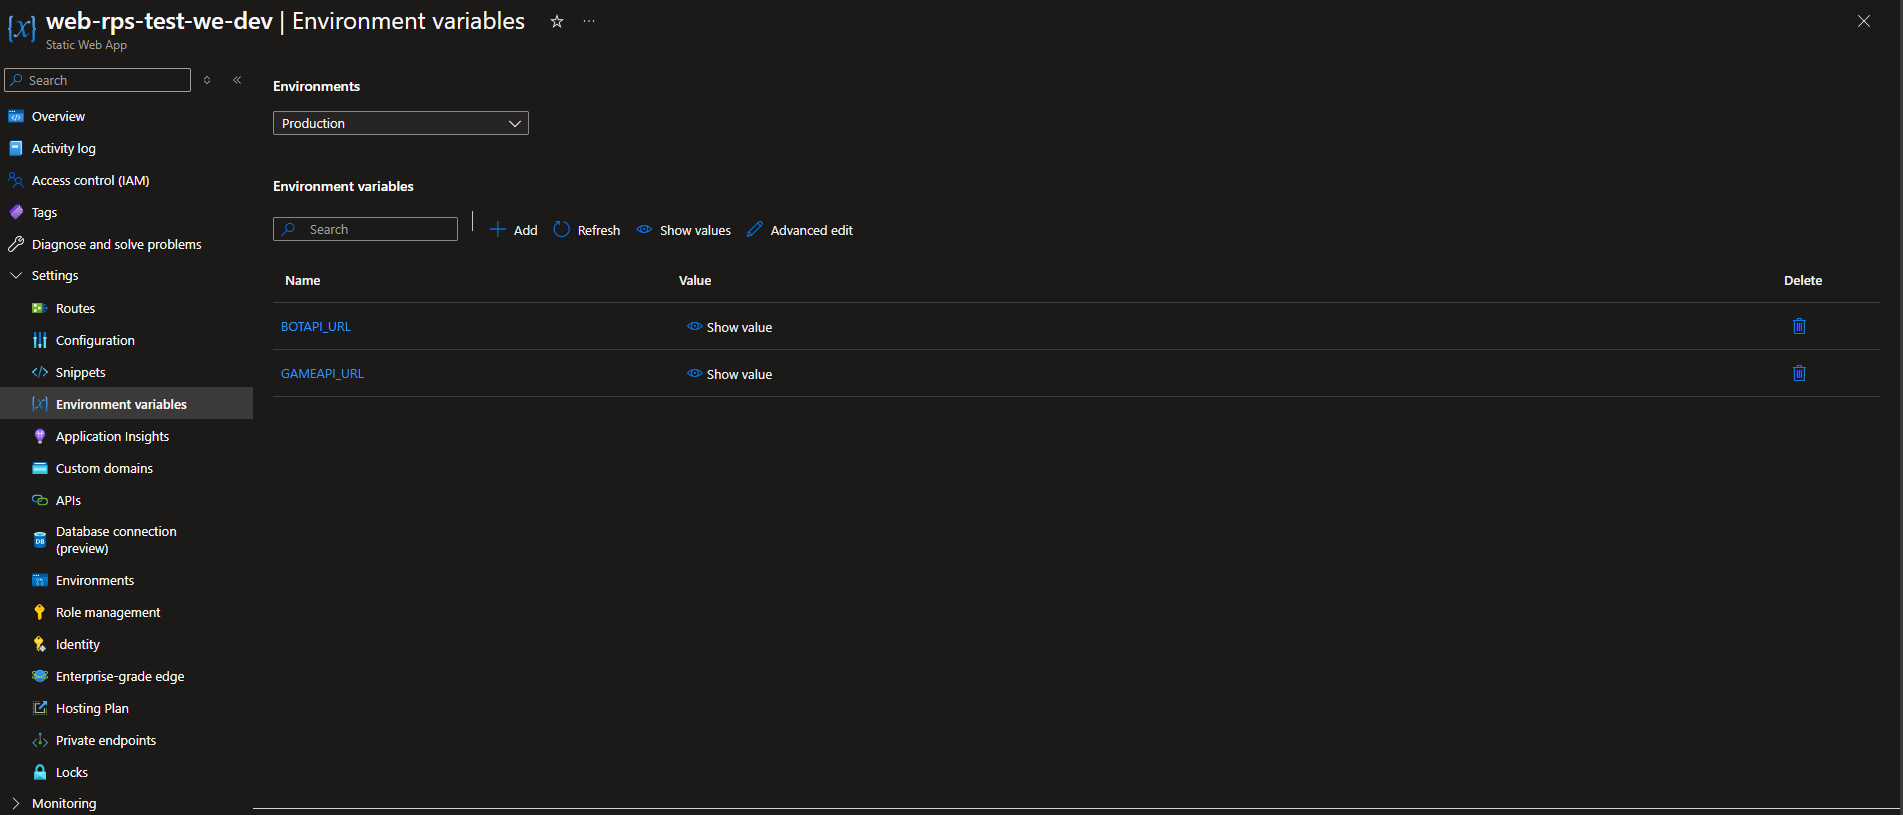 web-rps-test-we-dev | Environment variables
Static Web App
Search
Overview
Activity log
Access control (IAM)
Tags
Diagnose and solve problems
Settings
Routes
Configuration
Snippets
Environment variables
Application Insights
Custom domains
APIs
Database connection
(preview)
Environments
Role management
Identity
Enterprise-grade edge
Hosting Plan
Private endpoints
Locks
Monitoring
Environments
Production
Environment variables
Search Add Refresh Show values Advanced edit
Name Value Delete
BOTAPI_URL Show value
GAMEAPI_URL Show value